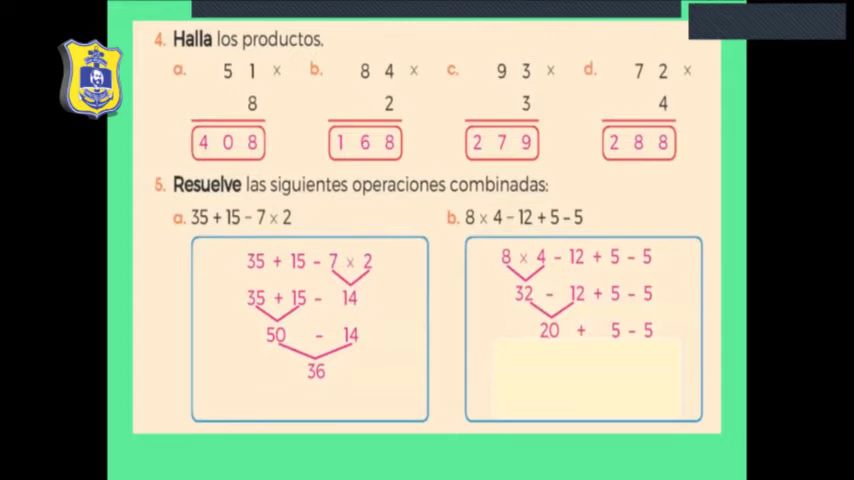 4. Halla los productos.
a. 5 1 × b. 8 4 × c. 9 3 × d. 7 2 ×
8 2 3 4
4 0 8 1 6 8 2 7 9 2 8 8
5. Resuelve las siguientes operaciones combinadas:
a. 35 + 15 - 7 × 2 b. 8 × 4 - 12 + 5 - 5
35 + 15 - 7 × 2
35 + 15 - 14
50 - 14
36
8 × 4 - 12 + 5 - 5
32 - 12 + 5 - 5
20 + 5 - 5